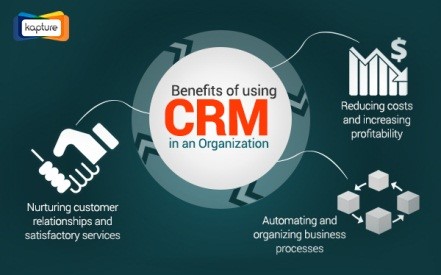 kapture
Benefits of using
CRM
in an Organization
$
Reducing costs
and increasing
profitability
Nurturing customer
relationships and
satisfactory services
Automating and
organizing business
processes